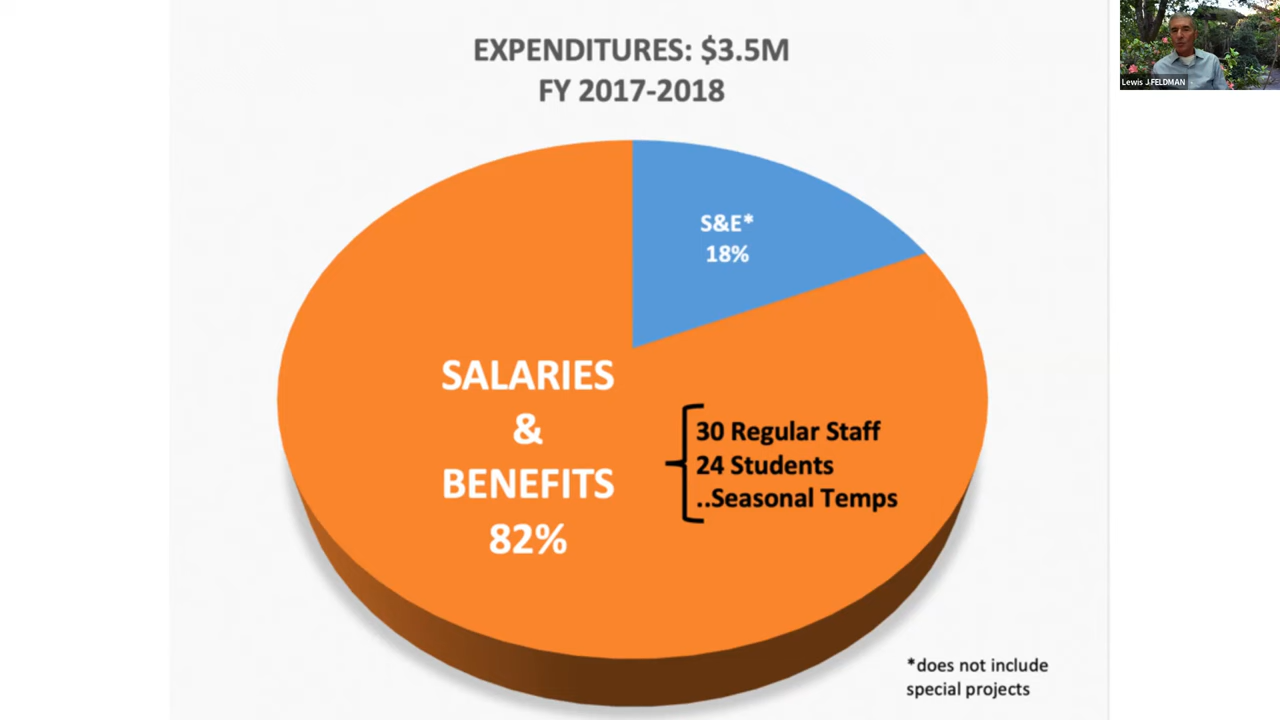 EXPENDITURES: $3.5M
FY 2017-2018
S&E*
18%
SALARIES
&
BENEFITS
82%
30 Regular Staff
24 Students
..Seasonal Temps
*does not include
special projects
Lewis J.FELDMAN